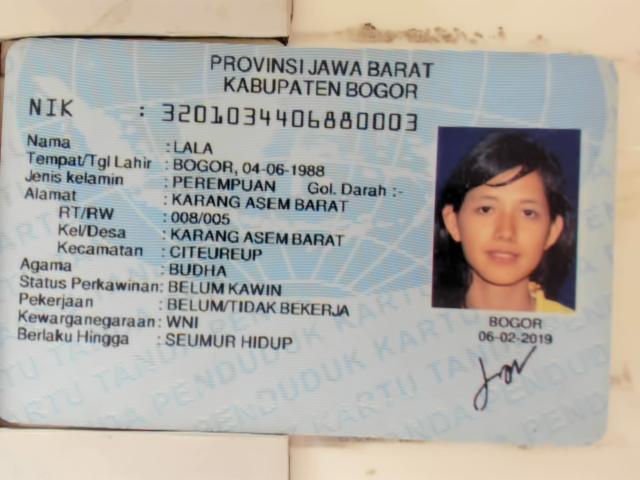 PROVINSI JAWA BARAT
KABUPATEN BOGOR
NIK : 3201034406880003
Nama : LALA
Tempat/Tgl Lahir : BOGOR, 04-06-1988
Jenis kelamin : PEREMPUAN Gol. Darah :-
Alamat : KARANG ASEM BARAT
RT/RW : 008/005
Kel/Desa : KARANG ASEM BARAT
Kecamatan : CITEUREUP
Agama : BUDHA
Status Perkawinan: BELUM KAWIN
Pekerjaan : BELUM/TIDAK BEKERJA
Kewarganegaraan: WNI
Berlaku Hingga : SEUMUR HIDUP
BOGOR
06-02-2019